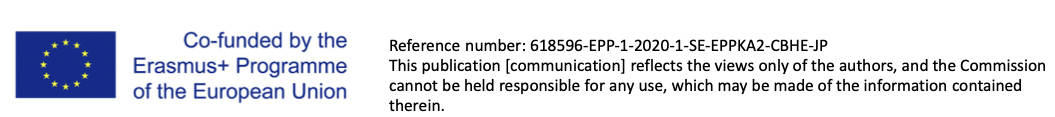 Co-funded by the
Erasmus+ Programme
of the European Union
Reference number: 618596-EPP-1-2020-1-SE-EPPKA2-CBHE-JP
This publication [communication] reflects the views only of the authors, and the Commission
cannot be held responsible for any use, which may be made of the information contained
therein.